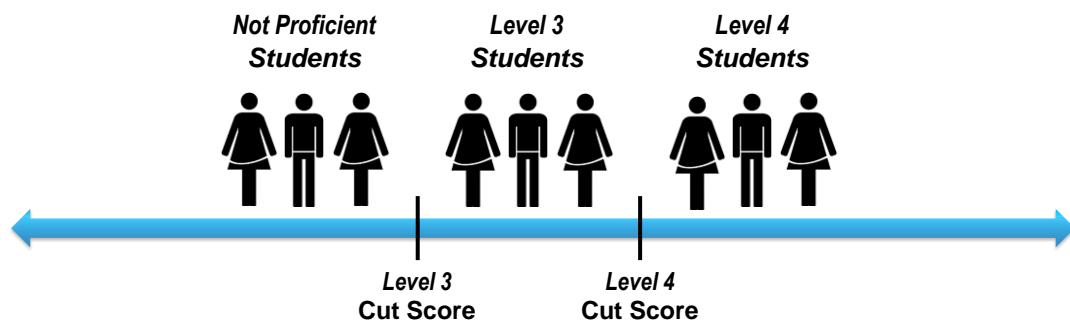 Not Proficient
Students
Level 3
Students
Level 4
Students
Level 3
Cut Score
Level 4
Cut Score